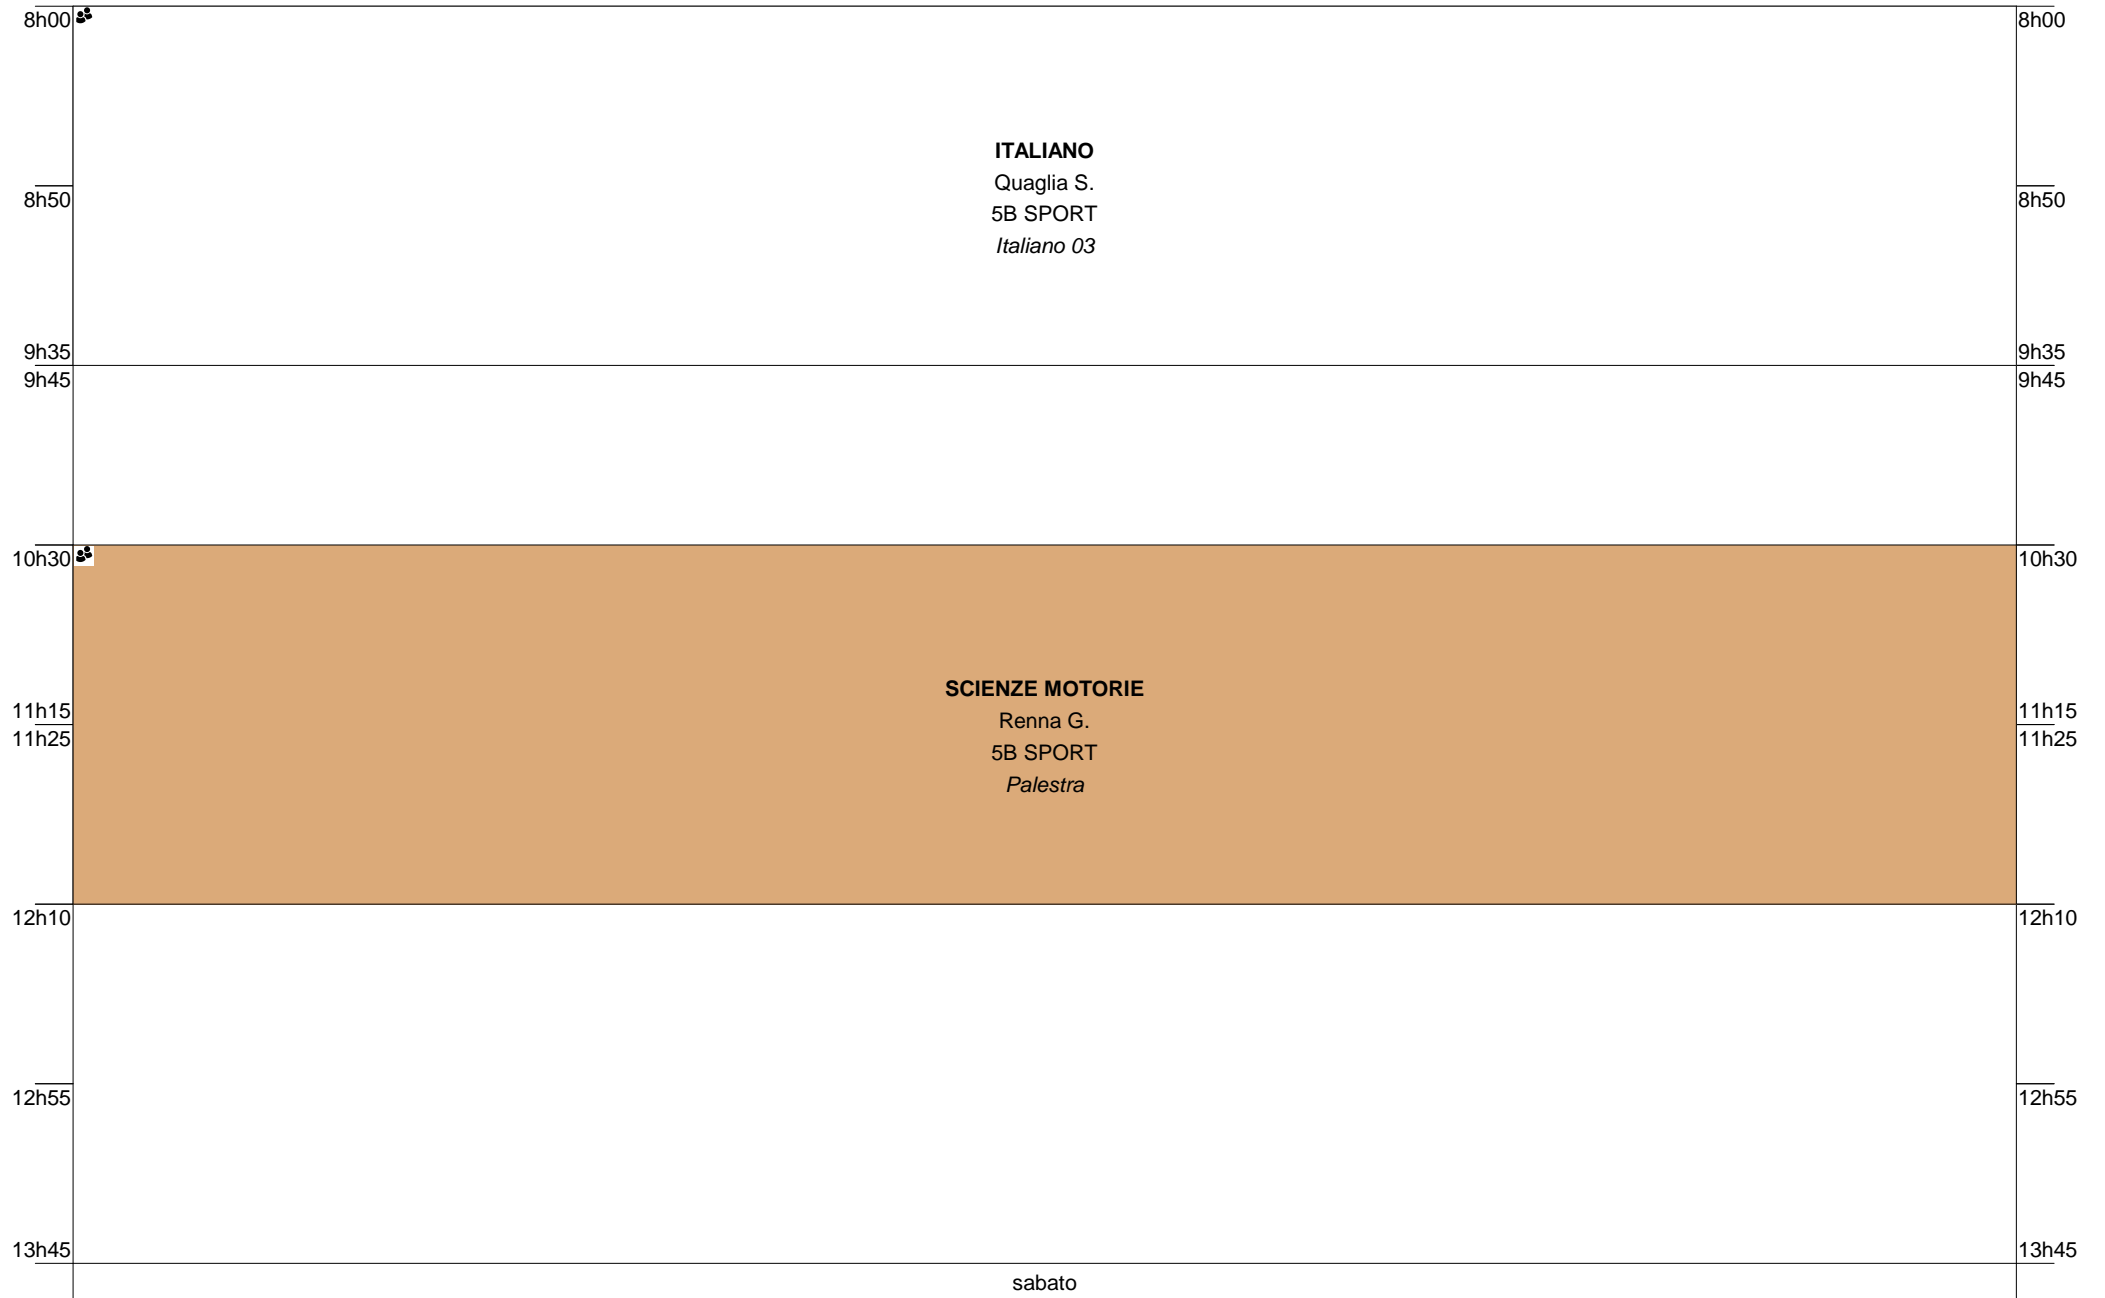 8h00 8h00
ITALIANO
Quaglia S.
8h50 8h50
5B SPORT
Italiano 03
9h35 9h35
9h45 9h45
10h30 10h30
SCIENZE MOTORIE
11h15 11h15
Renna G.
11h25 11h25
5B SPORT
Palestra
12h10 12h10
12h55 12h55
13h45 13h45
sabato